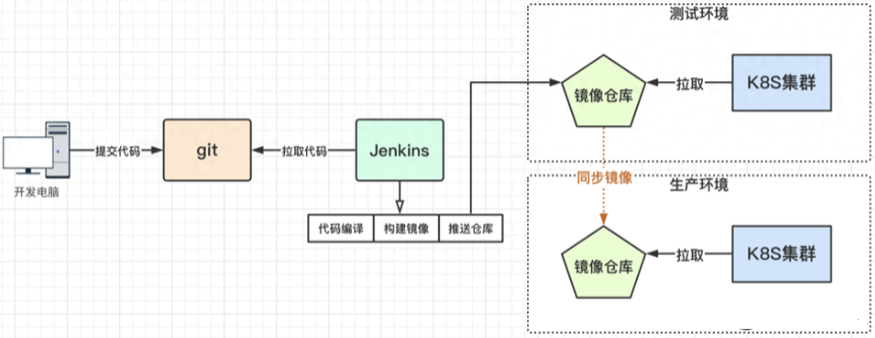 测试环境
镜像仓库
拉取
K8S集群
开发电脑
提交代码
git
拉取代码
Jenkins
代码编译
构建镜像
推送仓库
同步镜像
生产环境
镜像仓库
拉取
K8S集群